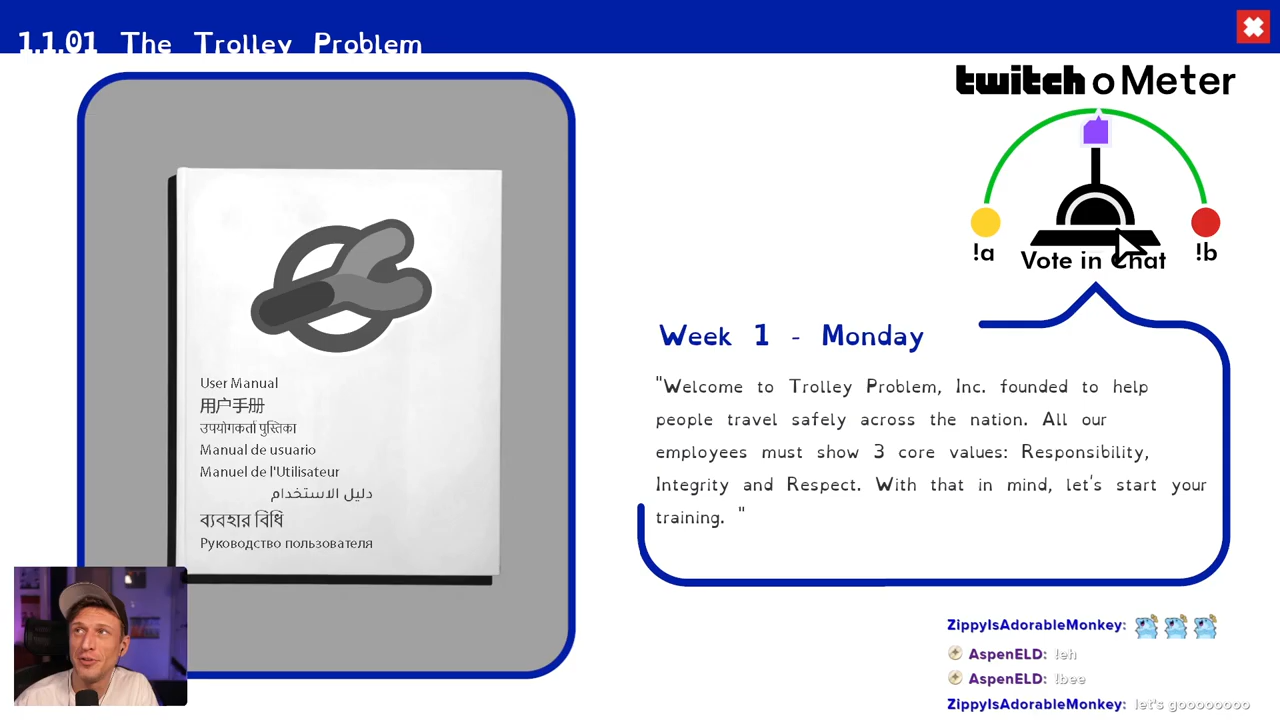 1.1.01 The Trolley Problem
twitch o Meter
!a
Vote in Chat
!b
User Manual
用户手册
उपयोगकर्ता पुस्तिका
Manual de usuario
Manuel de l'Utilisateur
دليل الاستخدام
ব্যবহার বিধি
Руководство пользователя
Week 1 - Monday
"Welcome to Trolley Problem, Inc. founded to help
people travel safely across the nation. All our
employees must show 3 core values: Responsibility,
Integrity and Respect. With that in mind, let's start your
training. "
ZippyIsAdorableMonkey:
AspenELD: !eh
AspenELD: !bee
ZippyIsAdorableMonkey: let's gooooooooo